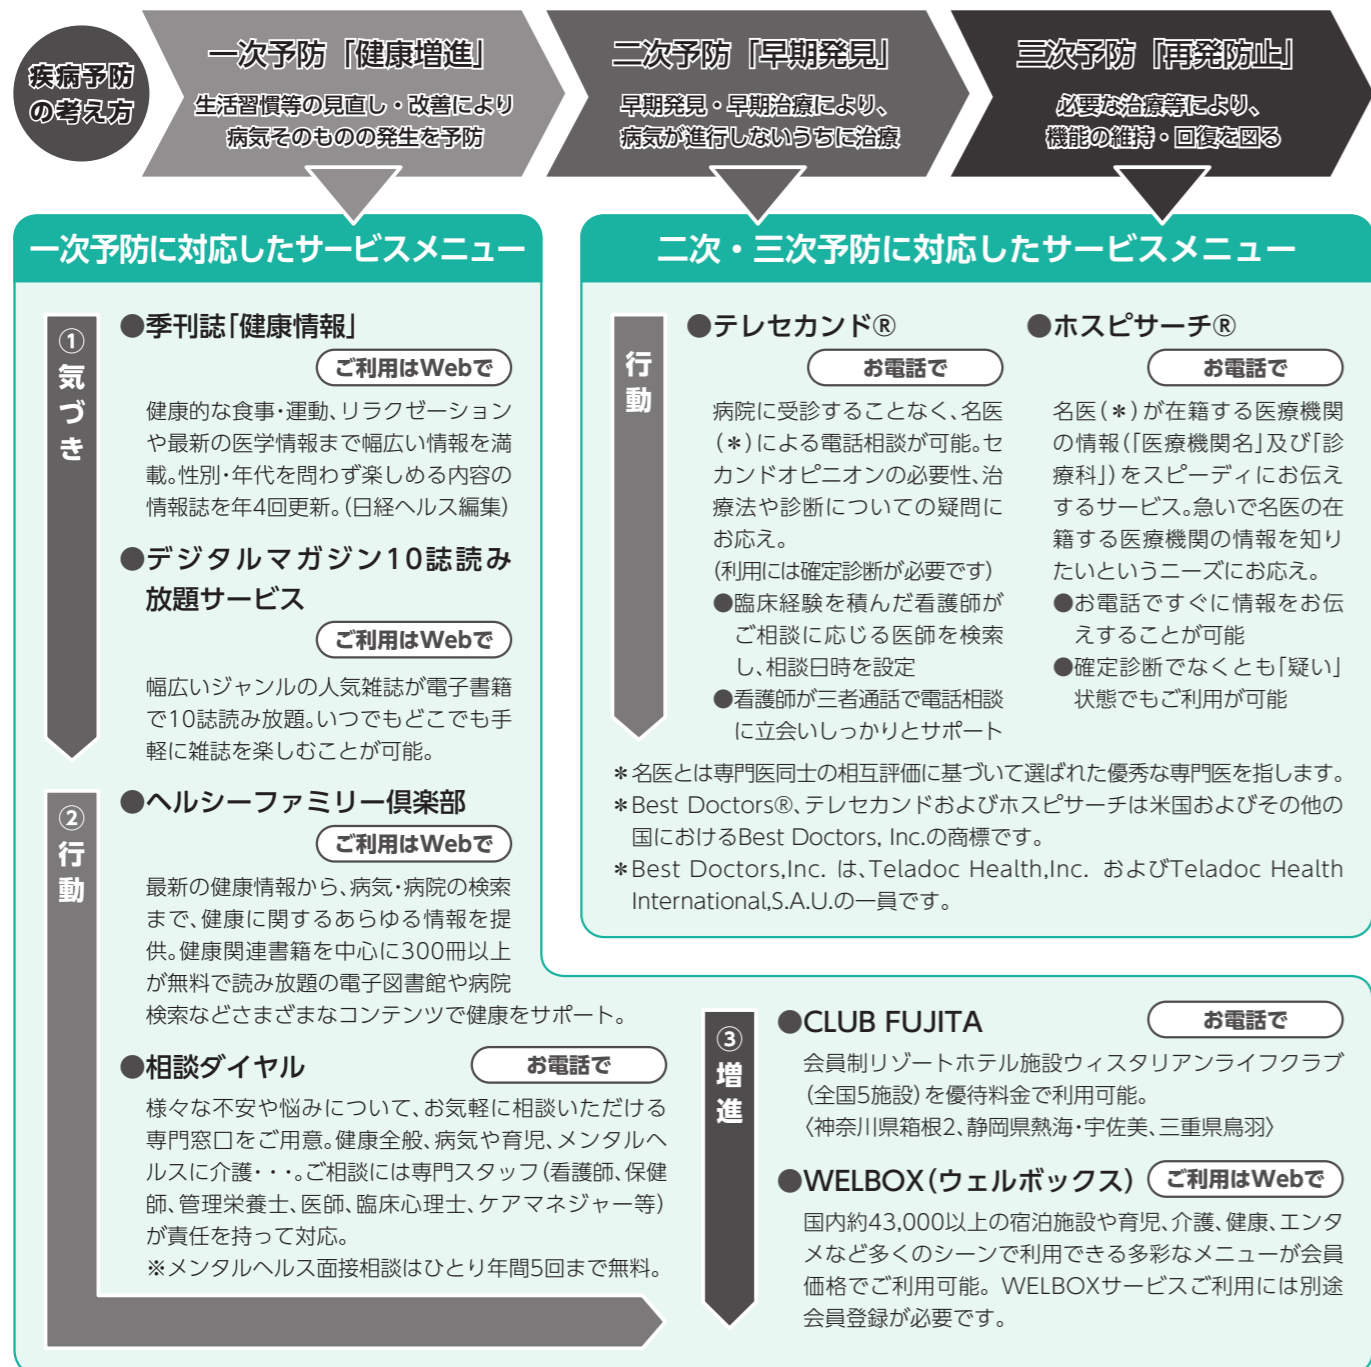 疾病予防
の考え方
一次予防「健康増進」
生活習慣等の見直し・改善により
病気そのものの発生を予防
二次予防「早期発見」
早期発見・早期治療により、
病気が進行しないうちに治療
三次予防「再発防止」
必要な治療等により、
機能の維持・回復を図る
一次予防に対応したサービスメニュー
①気づき
●季刊誌「健康情報」
ご利用はWebで
健康的な食事・運動、リラクゼーション
や最新の医学情報まで幅広い情報を満
載。性別・年代を問わず楽しめる内容の
情報誌を年4回更新。(日経ヘルス編集)
●デジタルマガジン10誌読み
放題サービス
ご利用はWebで
幅広いジャンルの人気雑誌が電子書籍
で10誌読み放題。いつでもどこでも手
軽に雑誌を楽しむことが可能。
②行動
●ヘルシーファミリー倶楽部
ご利用はWebで
最新の健康情報から、病気・病院の検索
まで、健康に関するあらゆる情報を提
供。健康関連書籍を中心に300冊以上
が無料で読み放題の電子図書館や病院
検索などさまざまなコンテンツで健康をサポート。
●相談ダイヤル
お電話で
様々な不安や悩みについて、お気軽に相談いただける
専門窓口をご用意。健康全般、病気や育児、メンタルヘ
ルスに介護・・・。ご相談には専門スタッフ(看護師、保健
師、管理栄養士、医師、臨床心理士、ケアマネジャー等)
が責任を持って対応。
※メンタルヘルス面接相談はひとり年間5回まで無料。
二次・三次予防に対応したサービスメニュー
行動
●テレセカンド®
お電話で
病院に受診することなく、名医
(＊)による電話相談が可能。セ
カンドオピニオンの必要性、治
療法や診断についての疑問に
お応え。
(利用には確定診断が必要です)
●臨床経験を積んだ看護師が
ご相談に応じる医師を検索
し、相談日時を設定
●看護師が三者通話で電話相談
に立会いしっかりとサポート
●ホスピサーチ®
お電話で
名医(＊)が在籍する医療機関
の情報(「医療機関名」及び「診
療科」)をスピーディにお伝え
するサービス。急いで名医の在
籍する医療機関の情報を知り
たいというニーズにお応え。
●お電話ですぐに情報をお伝
えすることが可能
●確定診断でなくとも「疑い」
状態でもご利用が可能
＊名医とは専門医同士の相互評価に基づいて選ばれた優秀な専門医を指します。
＊Best Doctors®、テレセカンドおよびホスピサーチは米国およびその他の
国におけるBest Doctors, Inc.の商標です。
＊Best Doctors,Inc. は、Teladoc Health,Inc. およびTeladoc Health
International,S.A.U.の一員です。
③増進
●CLUB FUJITA
お電話で
会員制リゾートホテル施設ウィスタリアンライフクラブ
(全国5施設)を優待料金で利用可能。
〈神奈川県箱根2、静岡県熱海・宇佐美、三重県鳥羽〉
●WELBOX(ウェルボックス)
ご利用はWebで
国内約43,000以上の宿泊施設や育児、介護、健康、エンタ
メなど多くのシーンで利用できる多彩なメニューが会員
価格でご利用可能。WELBOXサービスご利用には別途
会員登録が必要です。